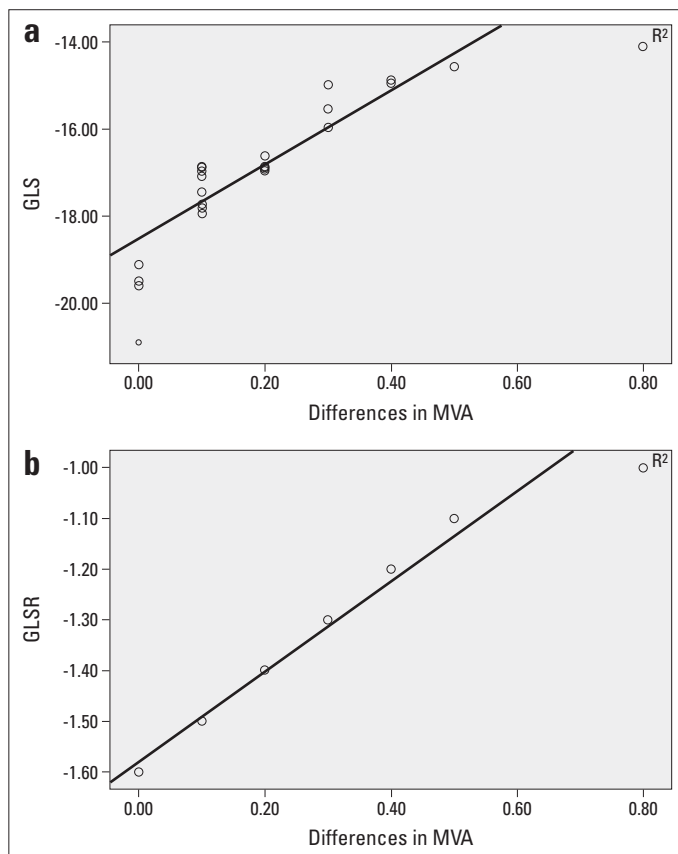 a
R²
-14.00
-16.00
GLS
-18.00
-20.00
0.00 0.20 0.40 0.60 0.80
Differences in MVA
b
R²
-1.00
-1.10
-1.20
GLSR
-1.30
-1.40
-1.50
-1.60
0.00 0.20 0.40 0.60 0.80
Differences in MVA